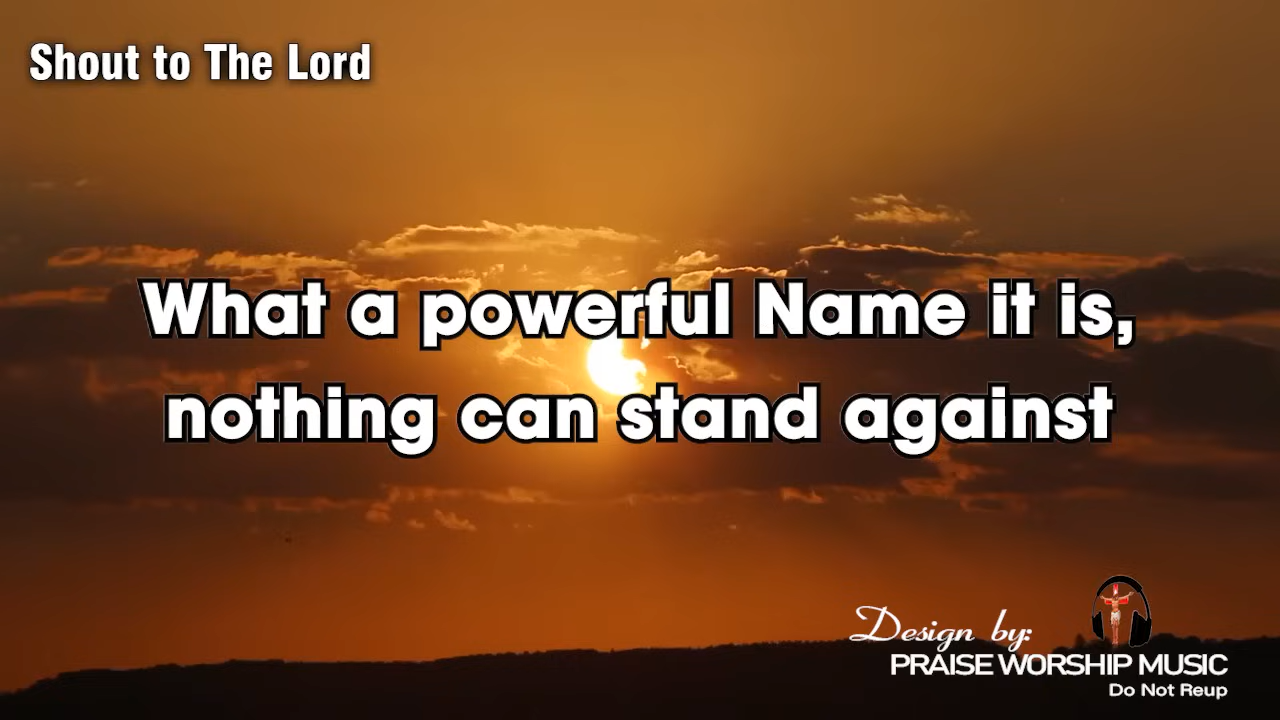 Shout to The Lord
What a powerful Name it is,
nothing can stand against
Design by:
PRAISE WORSHIP MUSIC
Do Not Reup